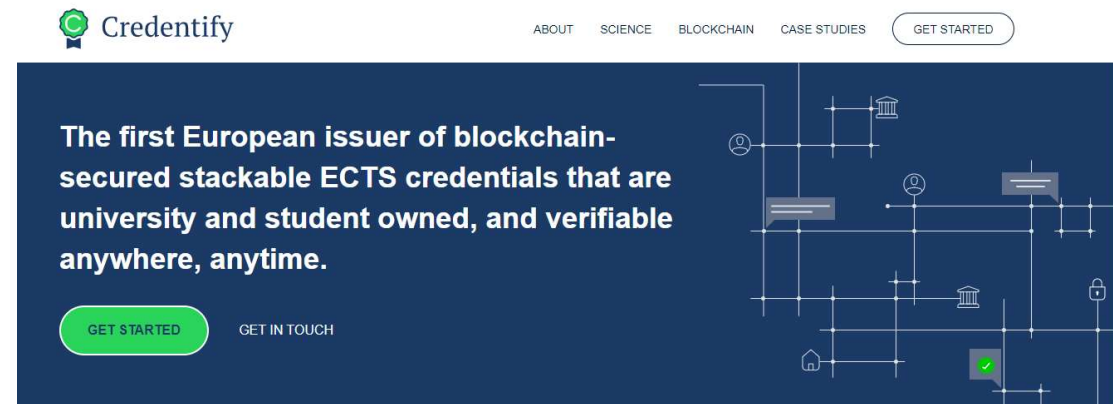 Credentify
ABOUT SCIENCE BLOCKCHAIN CASE STUDIES GET STARTED
The first European issuer of blockchain-
secured stackable ECTS credentials that are
university and student owned, and verifiable
anywhere, anytime.
GET STARTED GET IN TOUCH